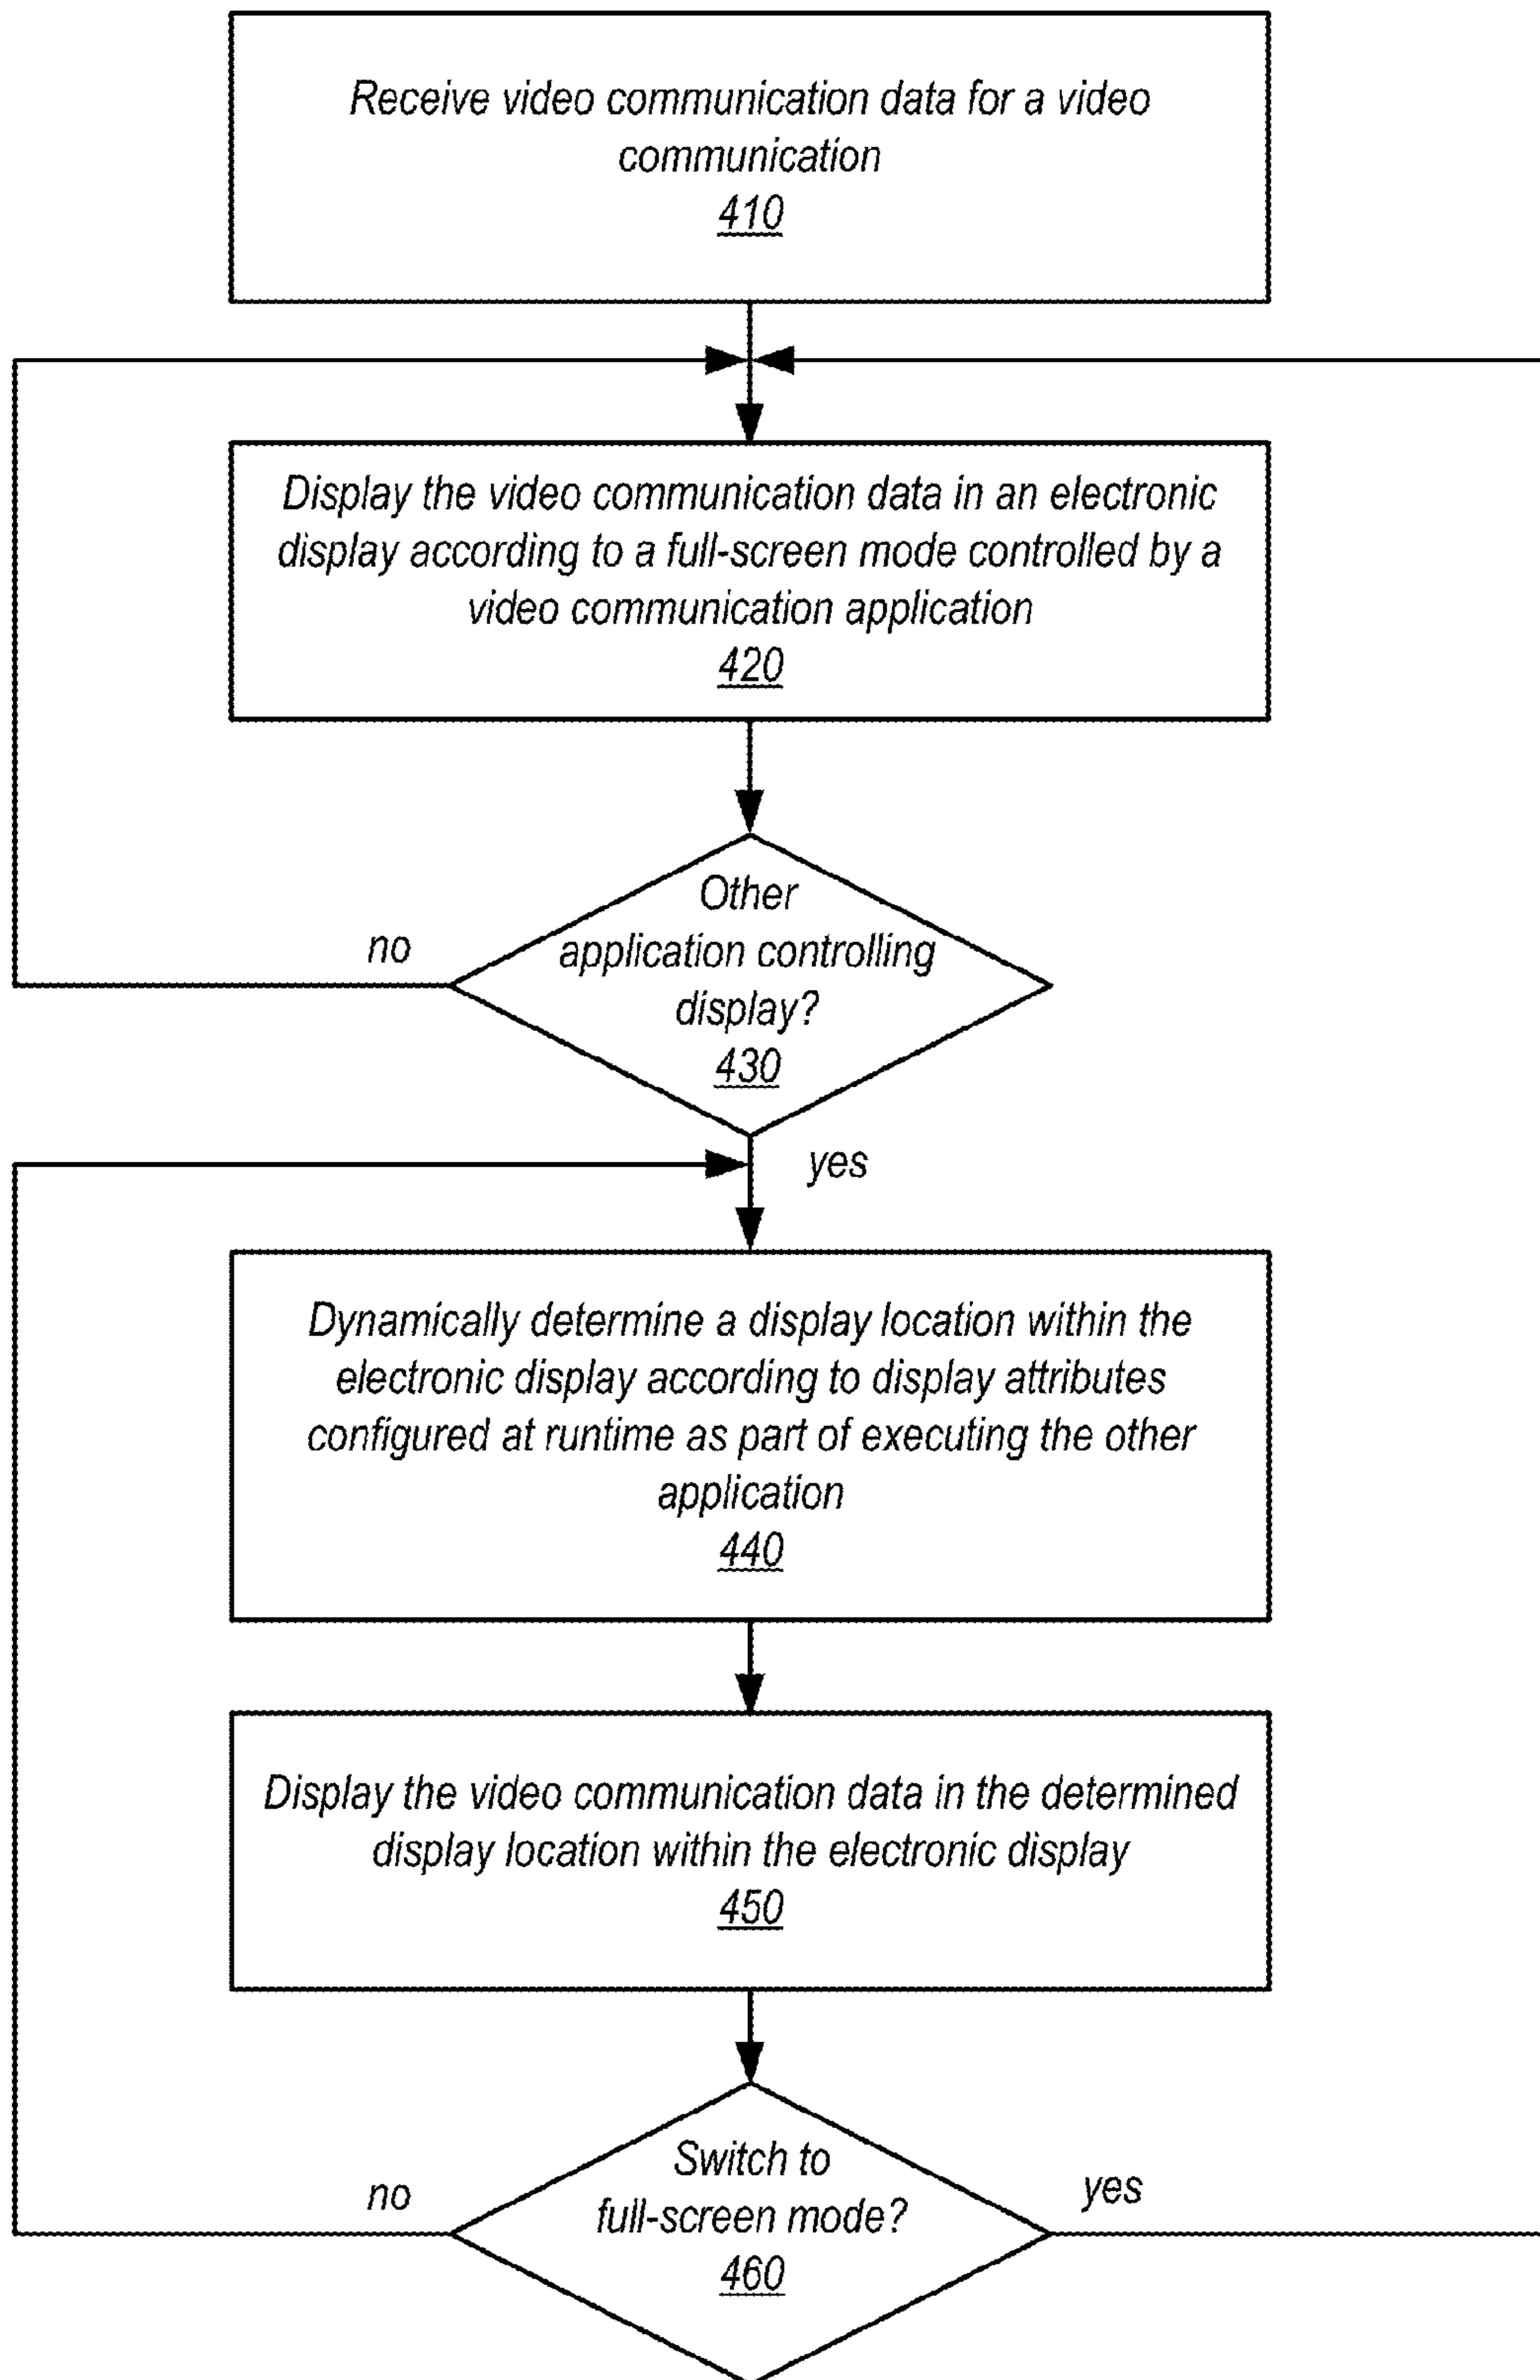 Receive video communication data for a video
communication
410
Display the video communication data in an electronic
display according to a full-screen mode controlled by a
video communication application
420
Other
application controlling
display?
430
no
yes
Dynamically determine a display location within the
electronic display according to display attributes
configured at runtime as part of executing the other
application
440
Display the video communication data in the determined
display location within the electronic display
450
Switch to
full-screen mode?
460
no
yes